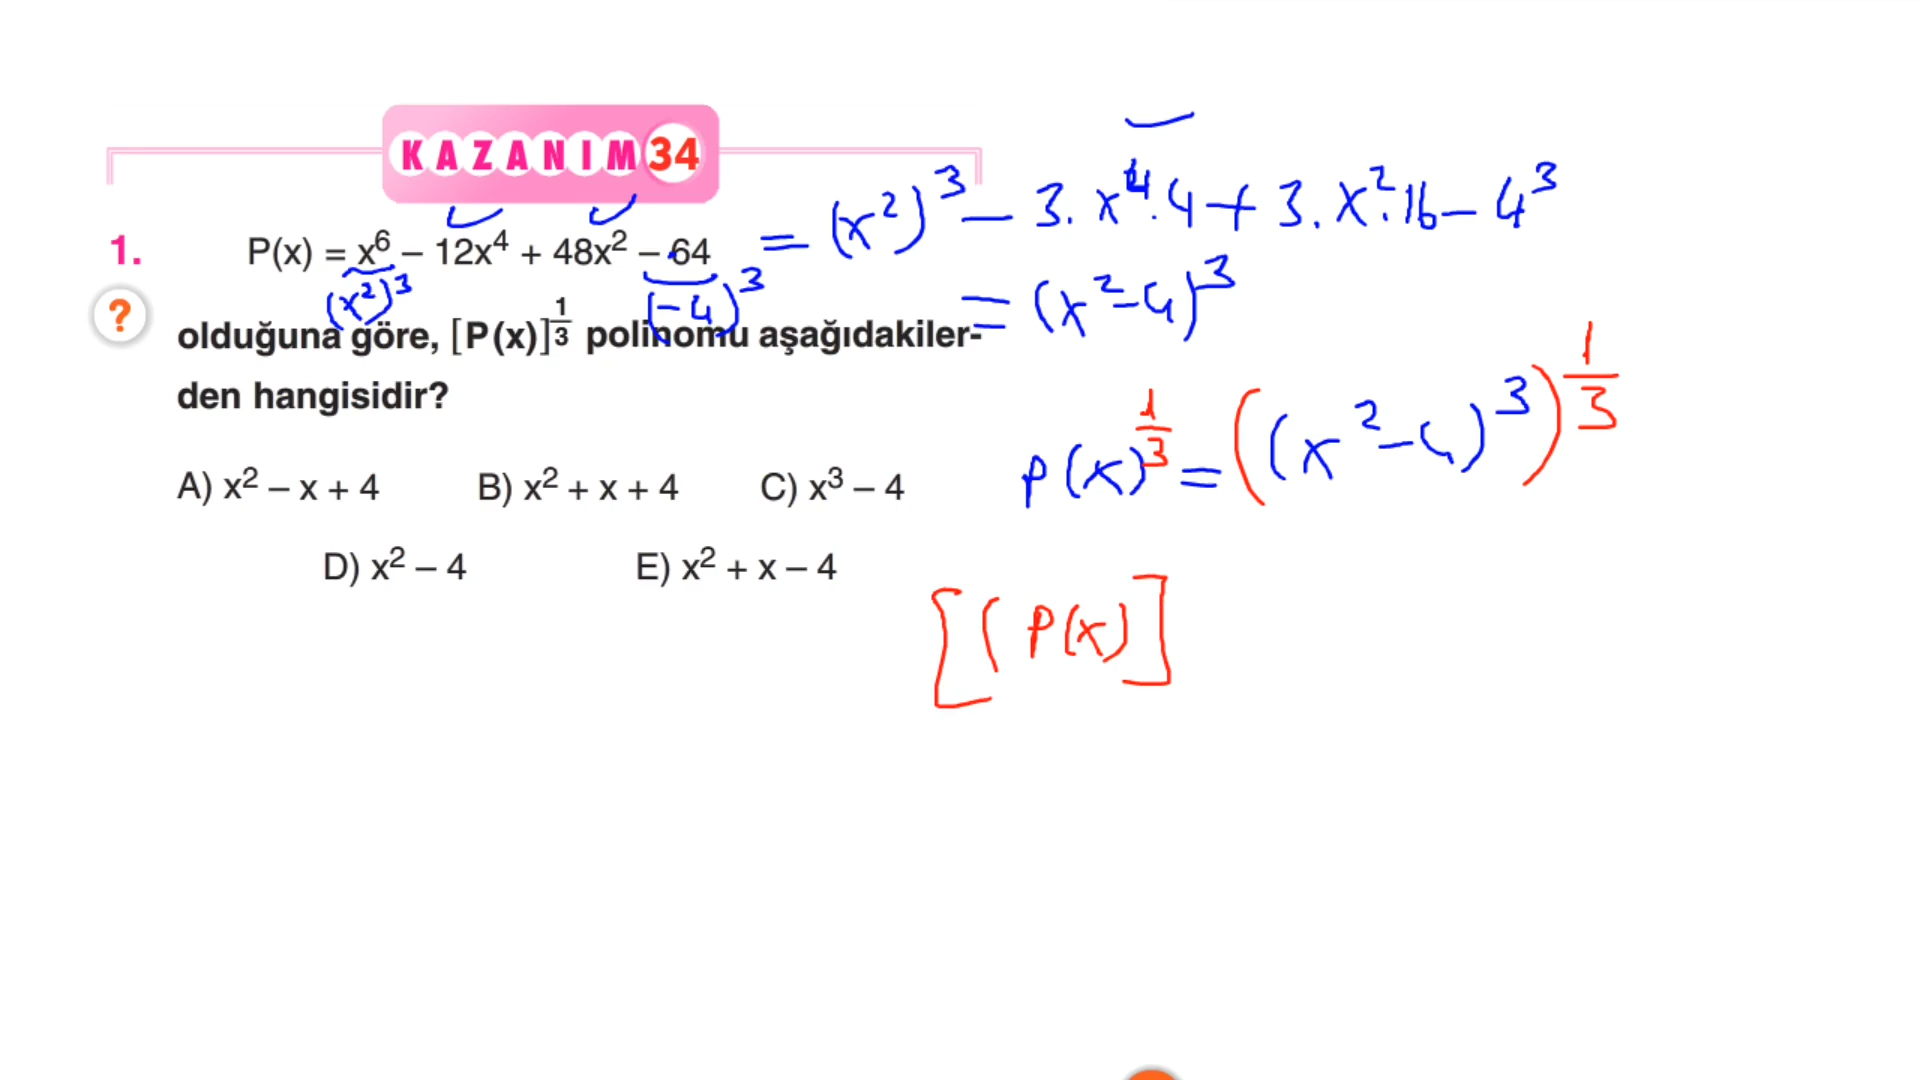 KAZANIM 34
1. P(x) = x⁶ – 12x⁴ + 48x² – 64
= (x²)³ – 3.x⁴.4 + 3.x².16 – 4³
(x²)³
(–4)³
= (x²–4)³
? olduğuna göre, [P(x)]^(1/3) polinomu aşağıdakiler-
den hangisidir?
P(x)^(1/3) = ((x²–4)³)^(1/3)
A) x² – x + 4 B) x² + x + 4 C) x³ – 4
D) x² – 4 E) x² + x – 4
[( P(x) ]